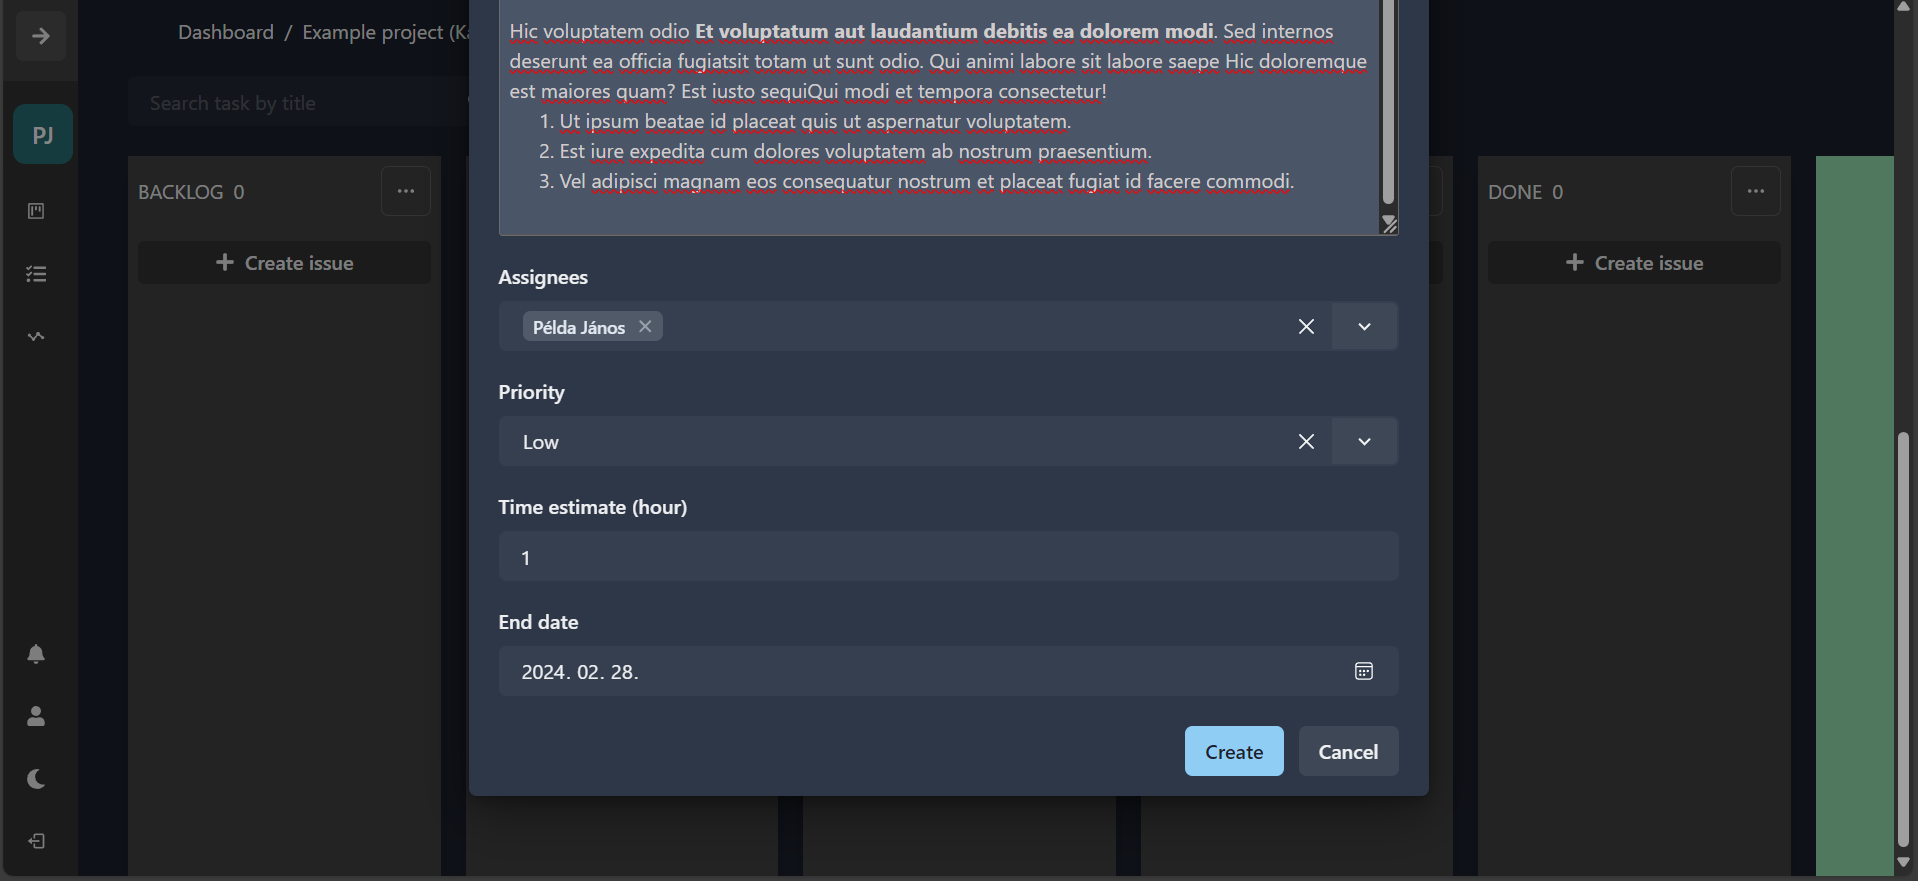 Dashboard / Example project (Ka
Search task by title
PJ
BACKLOG 0
Create issue
Hic voluptatem odio Et voluptatum aut laudantium debitis ea dolorem modi. Sed internos
deserunt ea officia fugiatsit totam ut sunt odio. Qui animi labore sit labore saepe Hic doloremque
est maiores quam? Est iusto sequiQui modi et tempora consectetur!
1. Ut ipsum beatae id placeat quis ut aspernatur voluptatem.
2. Est iure expedita cum dolores voluptatem ab nostrum praesentium.
3. Vel adipisci magnam eos consequatur nostrum et placeat fugiat id facere commodi.
Assignees
Példa János
Priority
Low
Time estimate (hour)
1
End date
2024. 02. 28.
Create
Cancel
DONE 0
Create issue